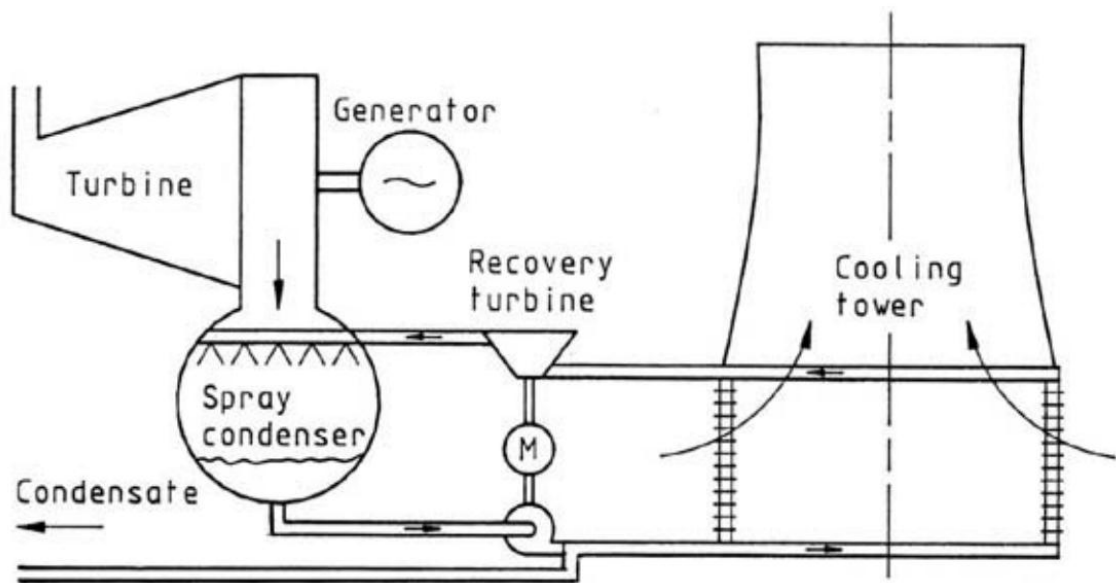 Generator
Turbine
Recovery
turbine
Cooling
tower
Spray
condenser
M
Condensate